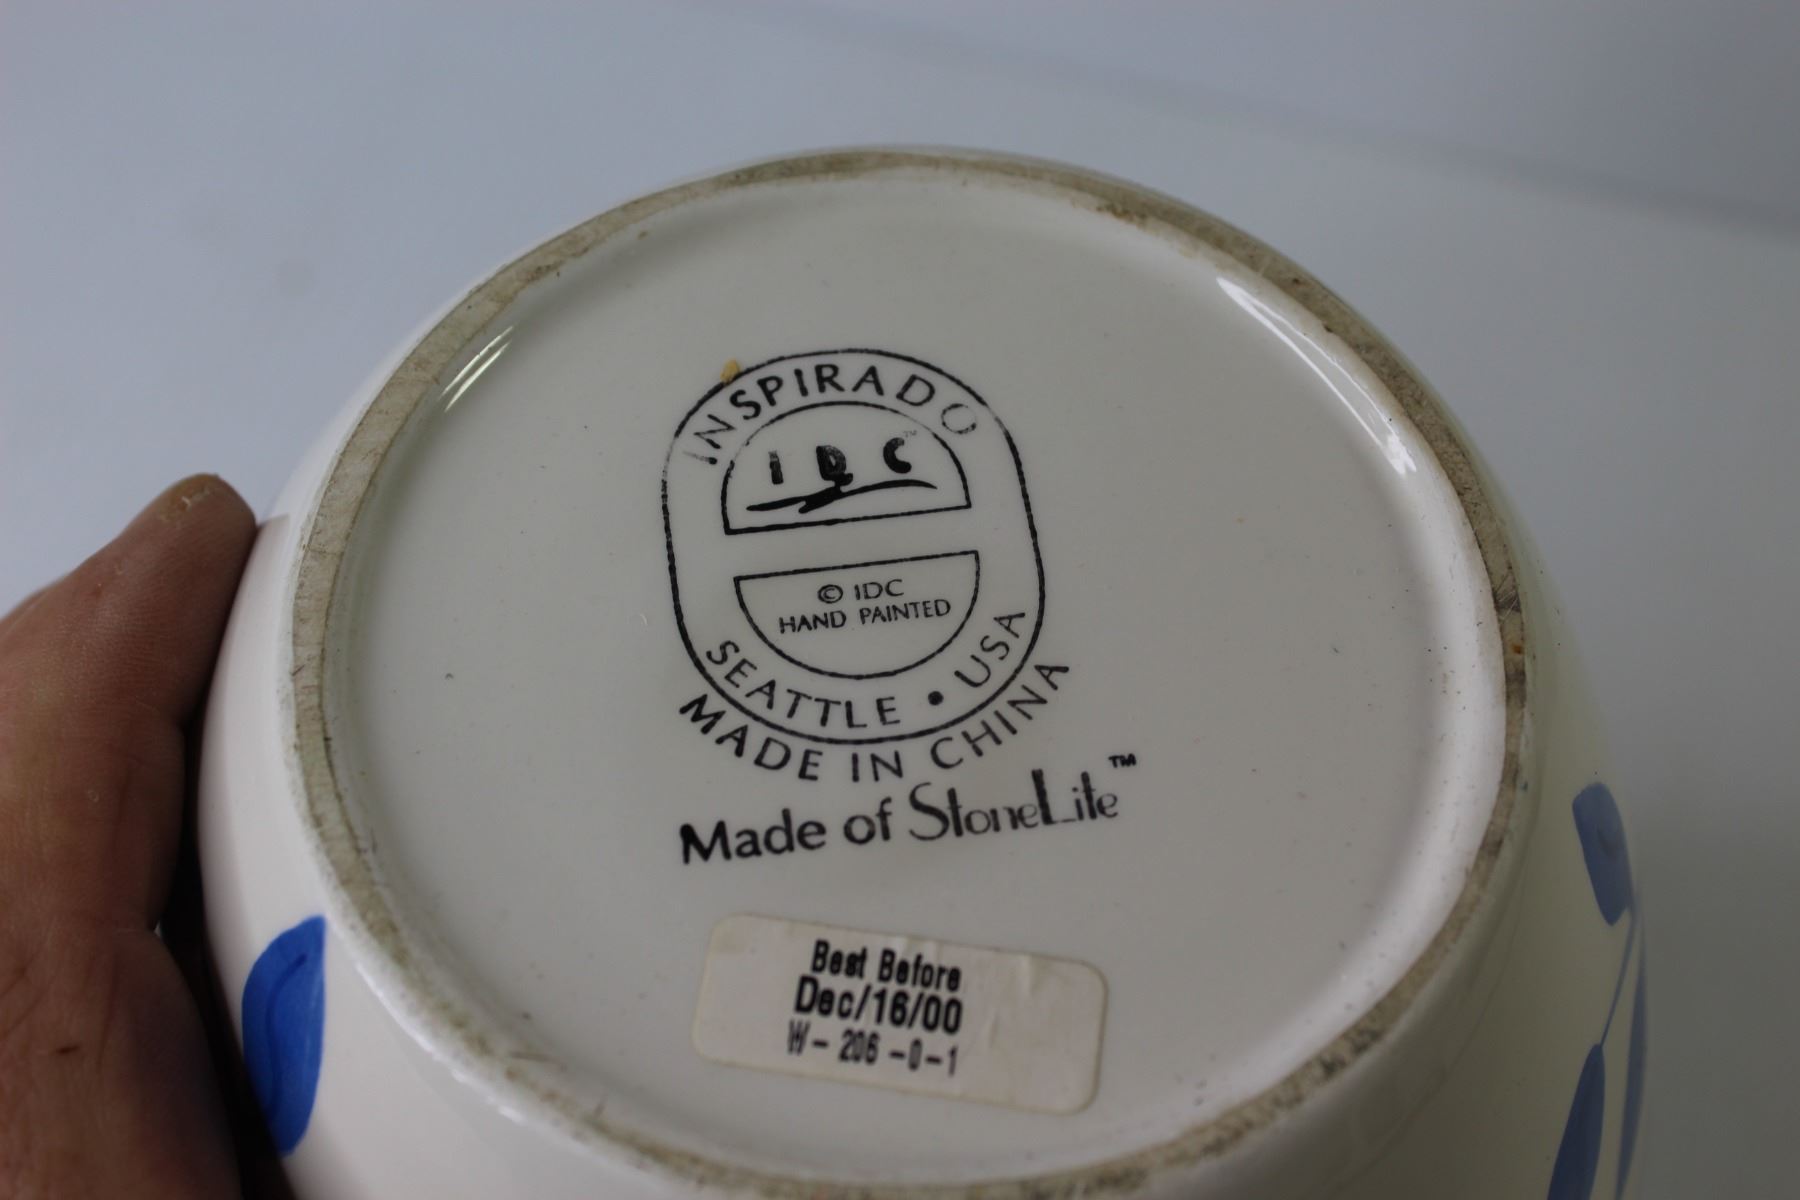 INSPIRADO
IDC™
© IDC
HAND PAINTED
SEATTLE • USA
MADE IN CHINA
Made of StoneLite™
Best Before
Dec/16/00
W-206-0-1